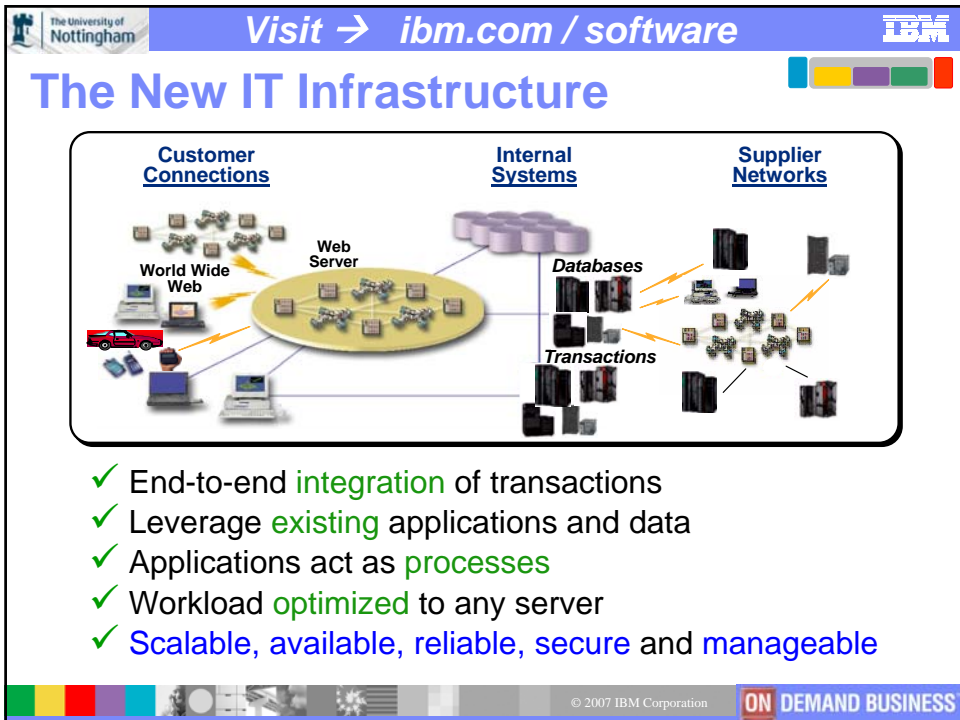 The University of
Nottingham
Visit → ibm.com / software
IBM
The New IT Infrastructure
Customer
Connections
Internal
Systems
Supplier
Networks
World Wide
Web
Web
Server
Databases
Transactions
✓ End-to-end integration of transactions
✓ Leverage existing applications and data
✓ Applications act as processes
✓ Workload optimized to any server
✓ Scalable, available, reliable, secure and manageable
© 2007 IBM Corporation
ON DEMAND BUSINESS